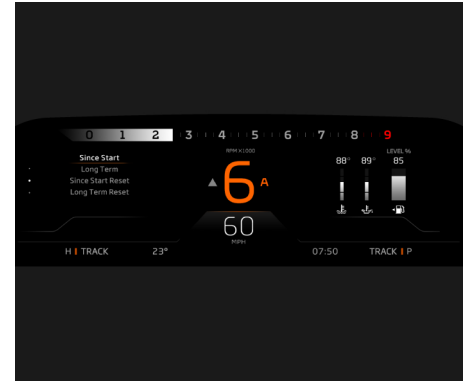 0 1 2 3 4 5 6 7 8 9
RPM X1000
LEVEL %
Since Start
Long Term
Since Start Reset
Long Term Reset
6 A
88° 89° 85
60
MPH
H TRACK 23° 07:50 TRACK P